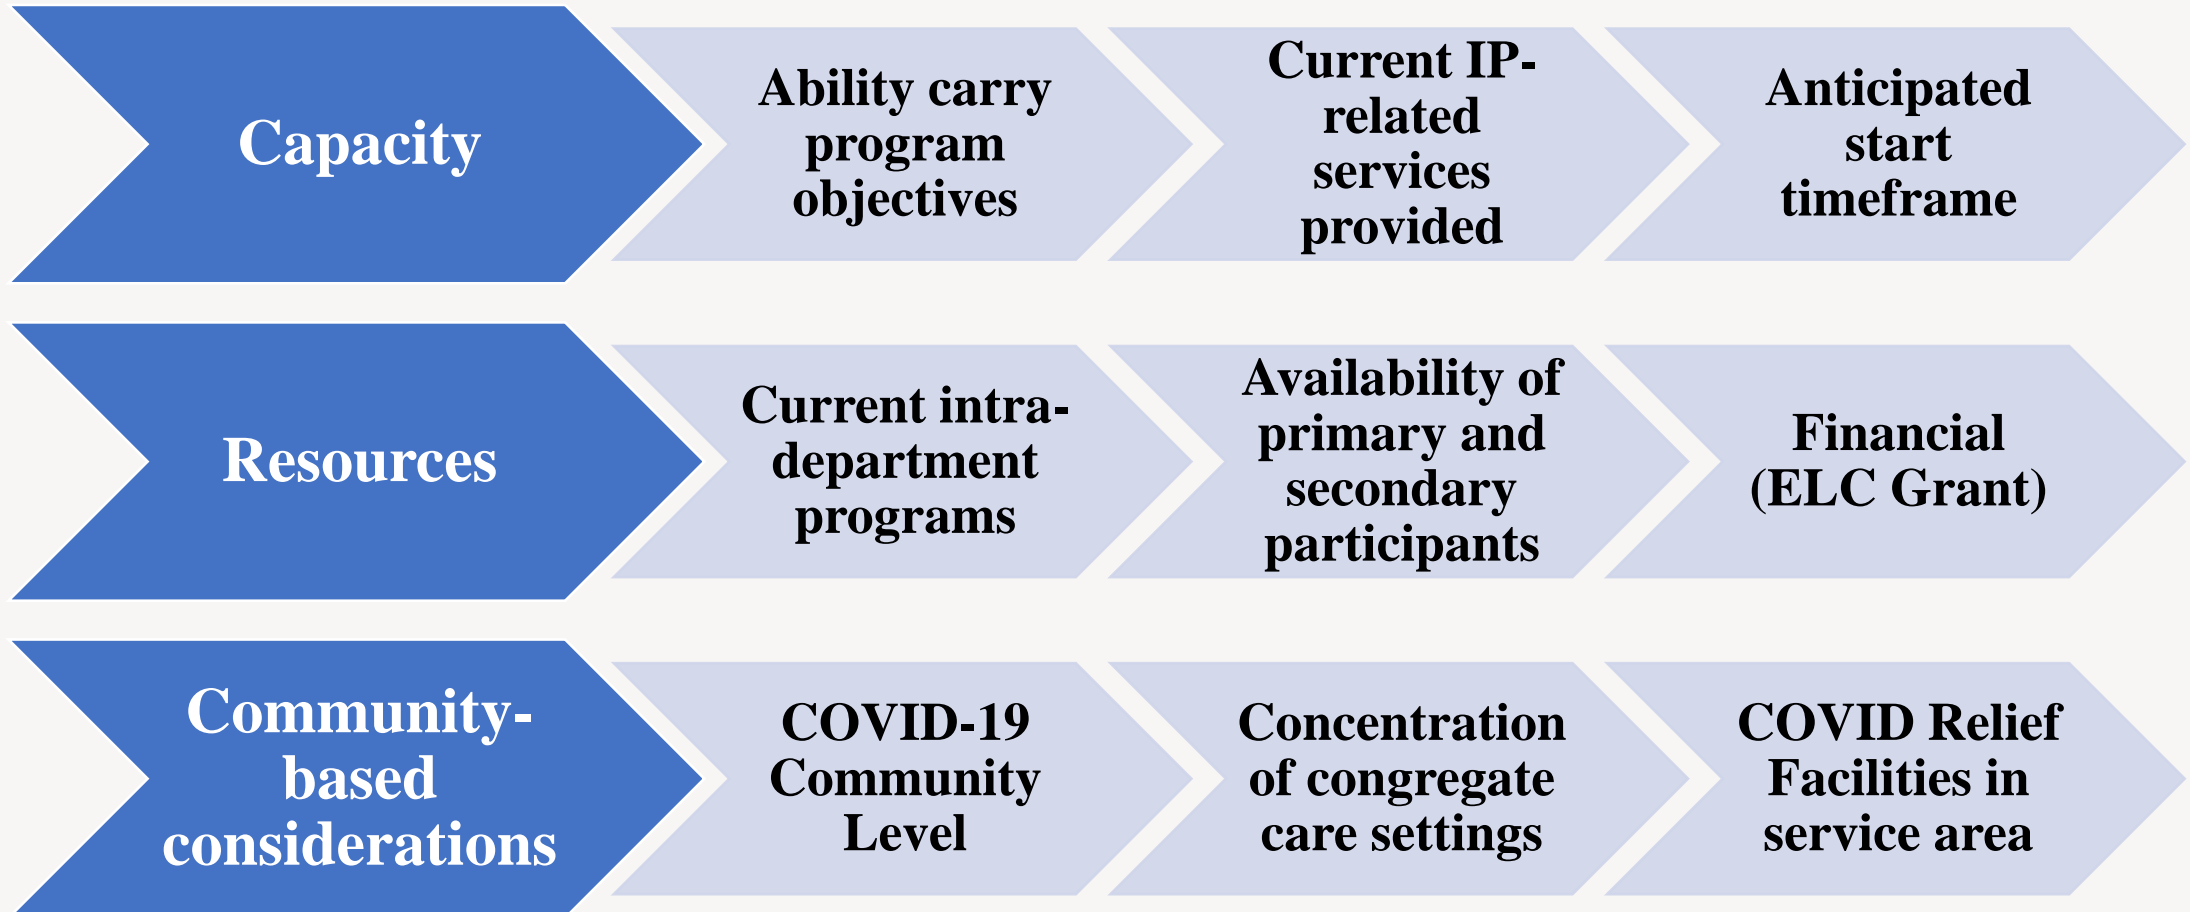 Capacity
Ability carry
program
objectives
Current IP-
related
services
provided
Anticipated
start
timeframe
Resources
Current intra-
department
programs
Availability of
primary and
secondary
participants
Financial
(ELC Grant)
Community-
based
considerations
COVID-19
Community
Level
Concentration
of congregate
care settings
COVID Relief
Facilities in
service area